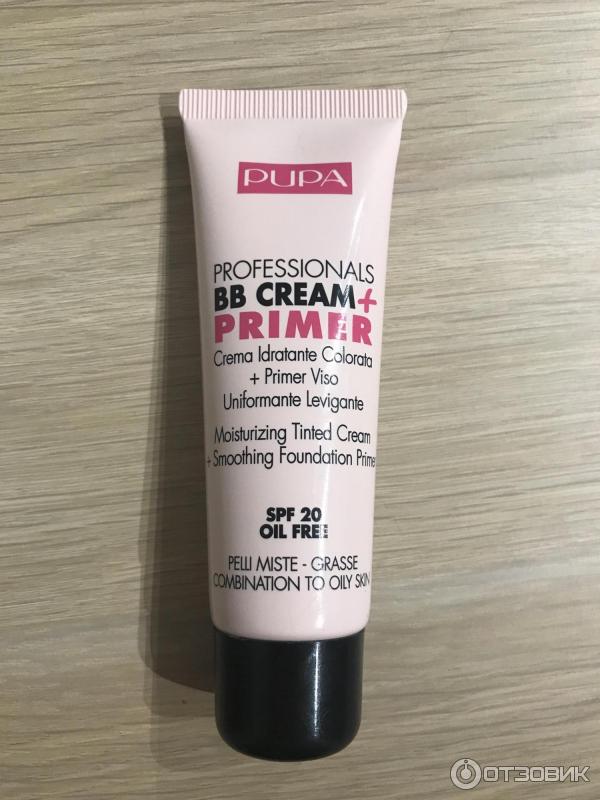 PUPA
PROFESSIONALS
BB CREAM+
PRIMER
Crema Idratante Colorata
+ Primer Viso
Uniformante Levigante
Moisturizing Tinted Cream
+ Smoothing Foundation Primer
SPF 20
OIL FREE
PELLI MISTE - GRASSE
COMBINATION TO OILY SKIN
ОТЗОВИК